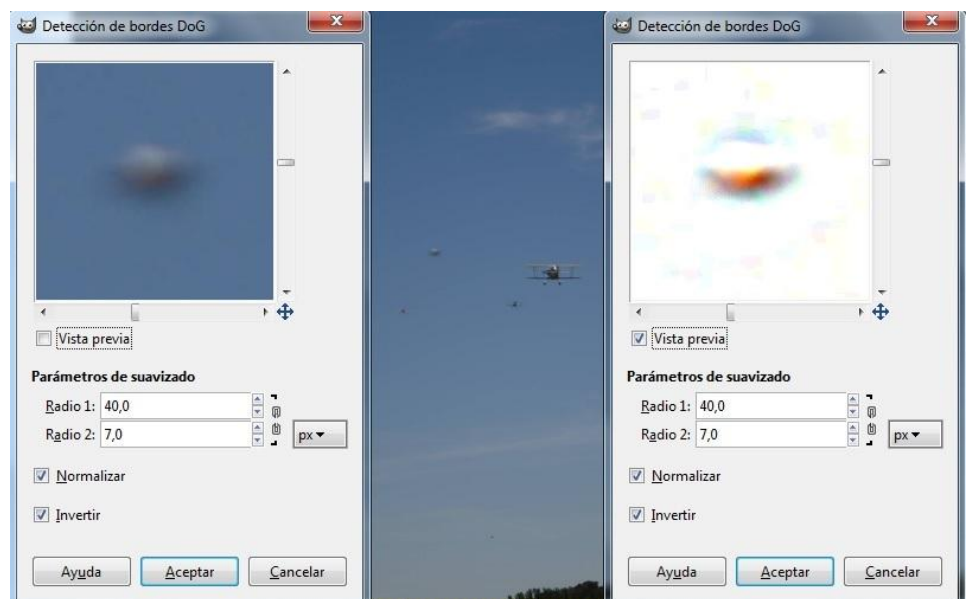 Detección de bordes DoG
Vista previa
Parámetros de suavizado
Radio 1: 40,0
Radio 2: 7,0
px
Normalizar
Invertir
Ayuda
Aceptar
Cancelar
Detección de bordes DoG
Vista previa
Parámetros de suavizado
Radio 1: 40,0
Radio 2: 7,0
px
Normalizar
Invertir
Ayuda
Aceptar
Cancelar